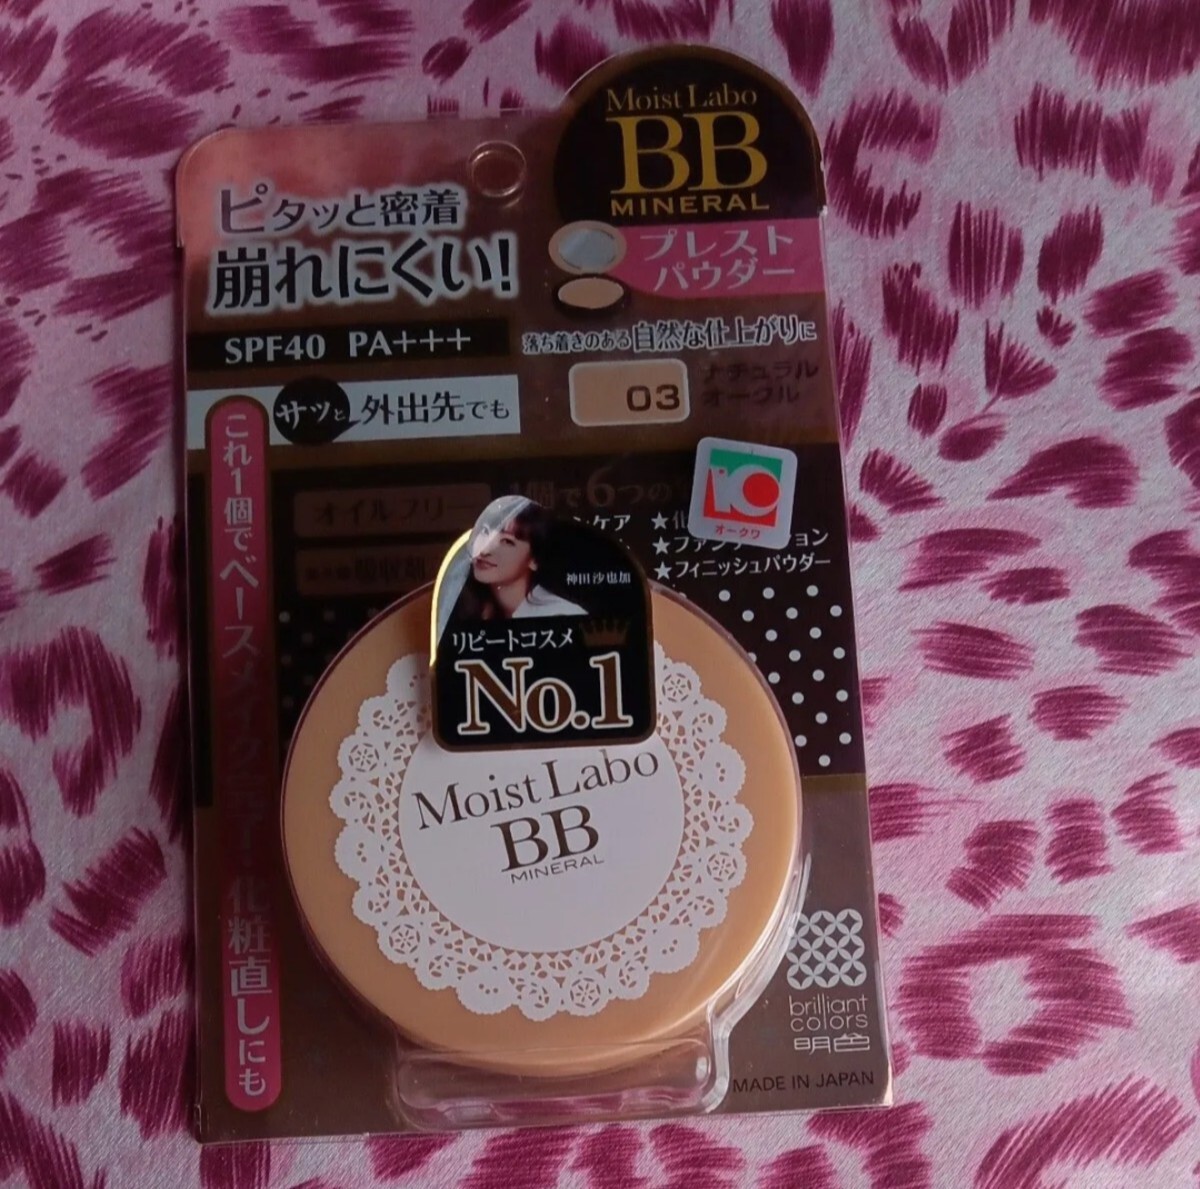 Moist Labo
BB
MINERAL
ピタッと密着
崩れにくい!
プレスト
パウダー
SPF40 PA+++
落ち着きのある自然な仕上がりに
03
ナチュラル
オークル
サッと外出先でも
これ1個でベースメイク完了!化粧直しにも
オイルフリー
1個で6つの
ンケア
★化
★ファンデーション
★フィニッシュパウダー
オークワ
神田沙也加
リピートコスメ
No.1
Moist Labo
BB
MINERAL
brilliant
colors
明色
MADE IN JAPAN